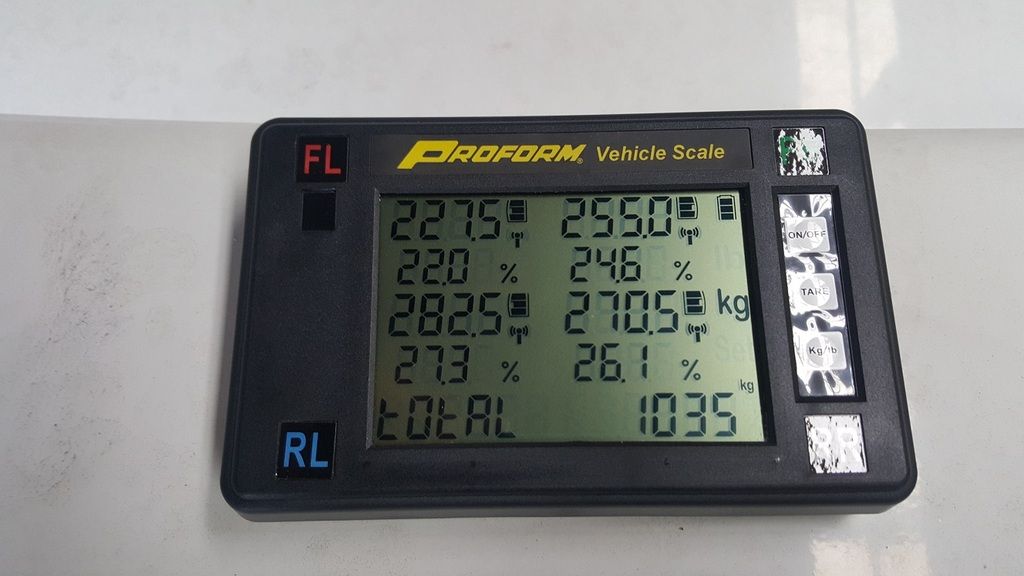 FL PROFORM® Vehicle Scale
227.5 255.0
22.0 % 24.6 %
282.5 270.5 kg
27.3 % 26.1 %
kg
tOtAL 1035
ON/OFF
TARE
Kg/lb
RL RR